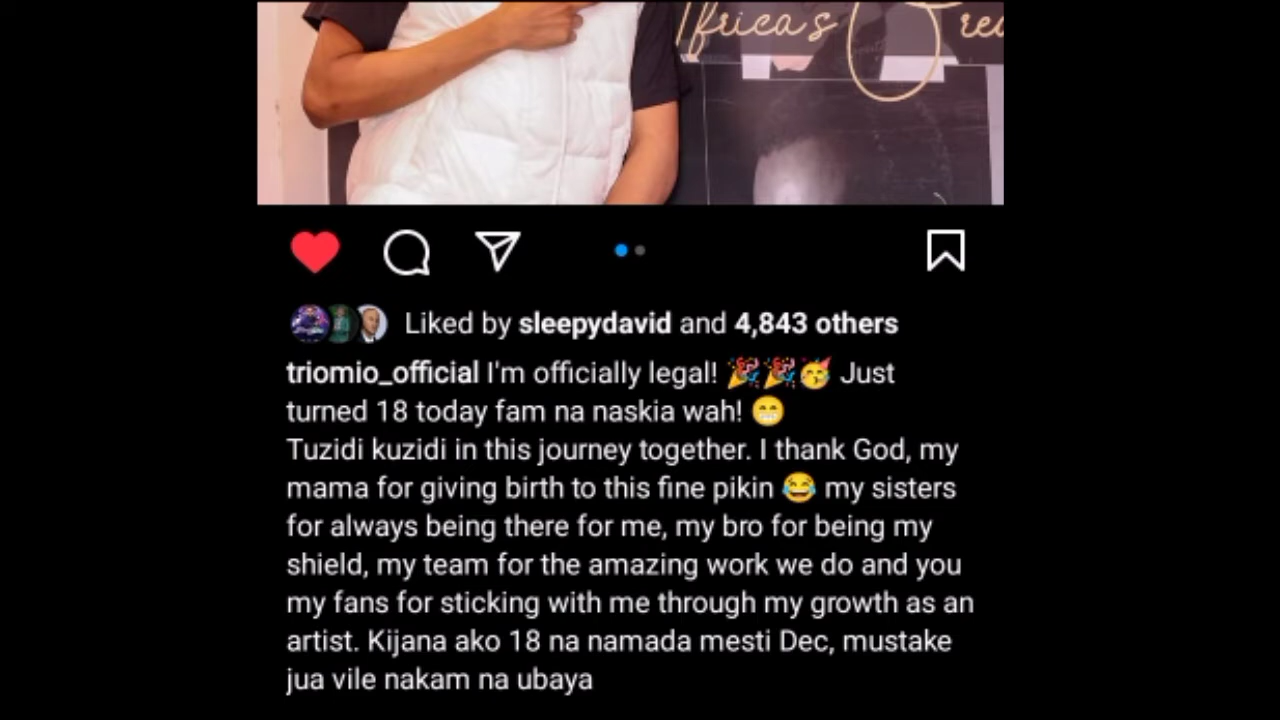 Africa's
Liked by sleepydavid and 4,843 others
triomio_official I'm officially legal! 🎉🎉🥳 Just
turned 18 today fam na naskia wah! 😁
Tuzidi kuzidi in this journey together. I thank God, my
mama for giving birth to this fine pikin 😂 my sisters
for always being there for me, my bro for being my
shield, my team for the amazing work we do and you
my fans for sticking with me through my growth as an
artist. Kijana ako 18 na namada mesti Dec, mustake
jua vile nakam na ubaya